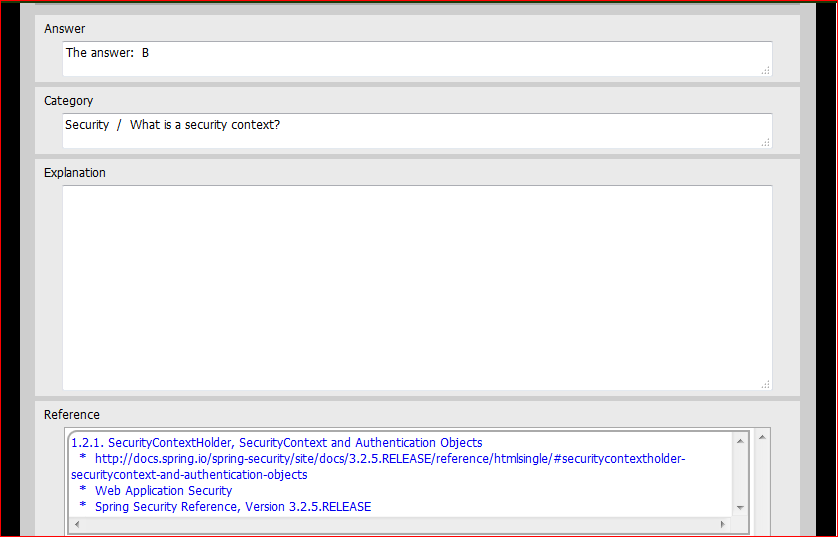 Answer
The answer:  B
Category
Security  /  What is a security context?
Explanation
Reference
1.2.1. SecurityContextHolder, SecurityContext and Authentication Objects
*  http://docs.spring.io/spring-security/site/docs/3.2.5.RELEASE/reference/htmlsingle/#securitycontextholder-
securitycontext-and-authentication-objects
*  Web Application Security
*  Spring Security Reference, Version 3.2.5.RELEASE